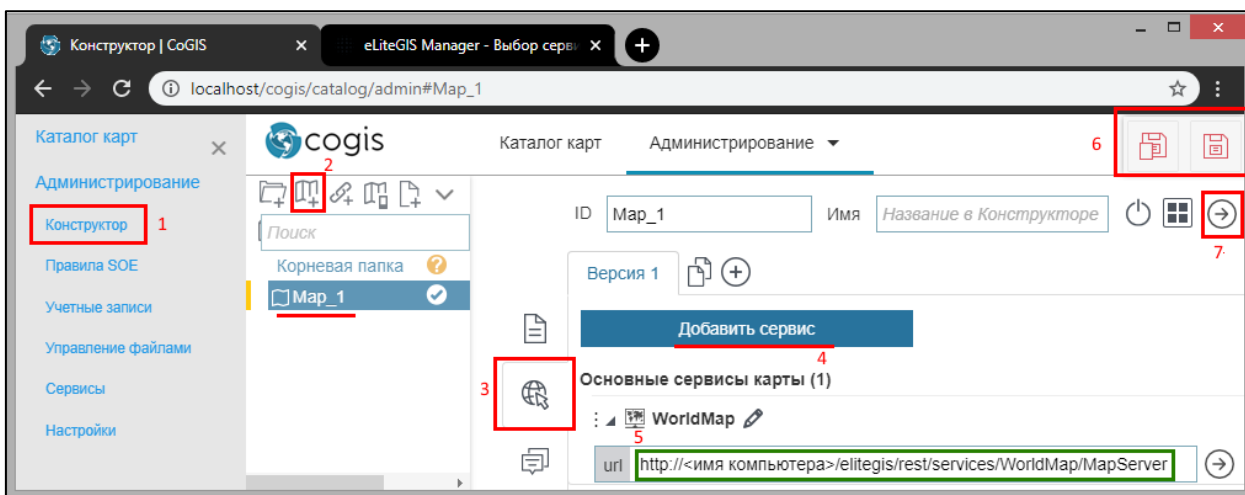 Конструктор | CoGIS
eLiteGIS Manager - Выбор серви
localhost/cogis/catalog/admin#Map_1
Каталог карт
Администрирование
Конструктор 1
Правила SOE
Учетные записи
Управление файлами
Сервисы
Настройки
cogis
Каталог карт Администрирование
6
2
Поиск
Корневая папка ?
Map_1
ID Map_1 Имя Название в Конструкторе
7
Версия 1
Добавить сервис
4
3
Основные сервисы карты (1)
WorldMap
5
url http://<имя компьютера>/elitegis/rest/services/WorldMap/MapServer